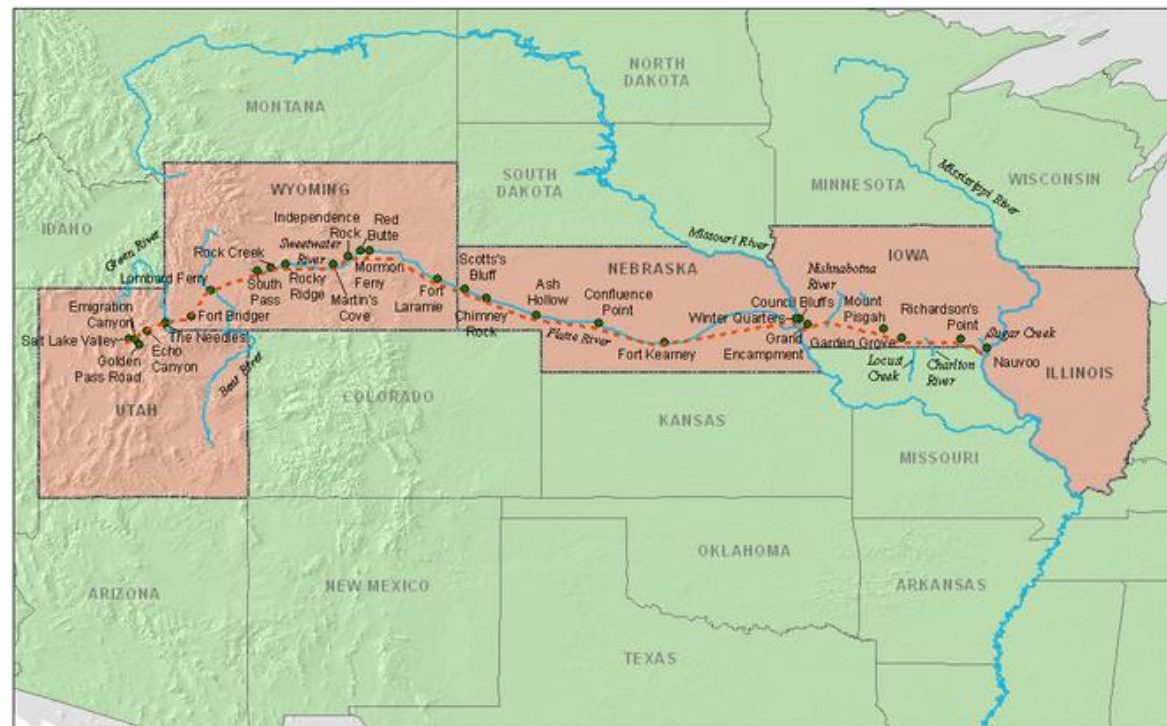 NORTH
DAKOTA
MONTANA
SOUTH
DAKOTA
MINNESOTA
WISCONSIN
Mississippi River
WYOMING
IDAHO
Green River
Independence
Rock
Red
Butte
Rock Creek
Sweetwater
River
Missouri River
IOWA
Lombard Ferry
South
Pass
Rocky
Ridge
Mormon
Ferry
Martin's
Cove
Fort
Laramie
Scotts's
Bluff
Chimney
Rock
NEBRASKA
Ash
Hollow
Confluence
Point
Platte River
Fort Kearney
Nishnabotna
River
Council Bluffs
Winter Quarters
Grand
Encampment
Mount
Pisgah
Garden Grove
Richardson's
Point
Sugar Creek
Nauvoo
Locust
Creek
Charlton
River
ILLINOIS
Emigration
Canyon
Salt Lake Valley
Golden
Pass Road
Echo
Canyon
The Needles
Fort Bridger
Bear River
UTAH
COLORADO
KANSAS
MISSOURI
ARIZONA
NEW MEXICO
OKLAHOMA
ARKANSAS
TEXAS